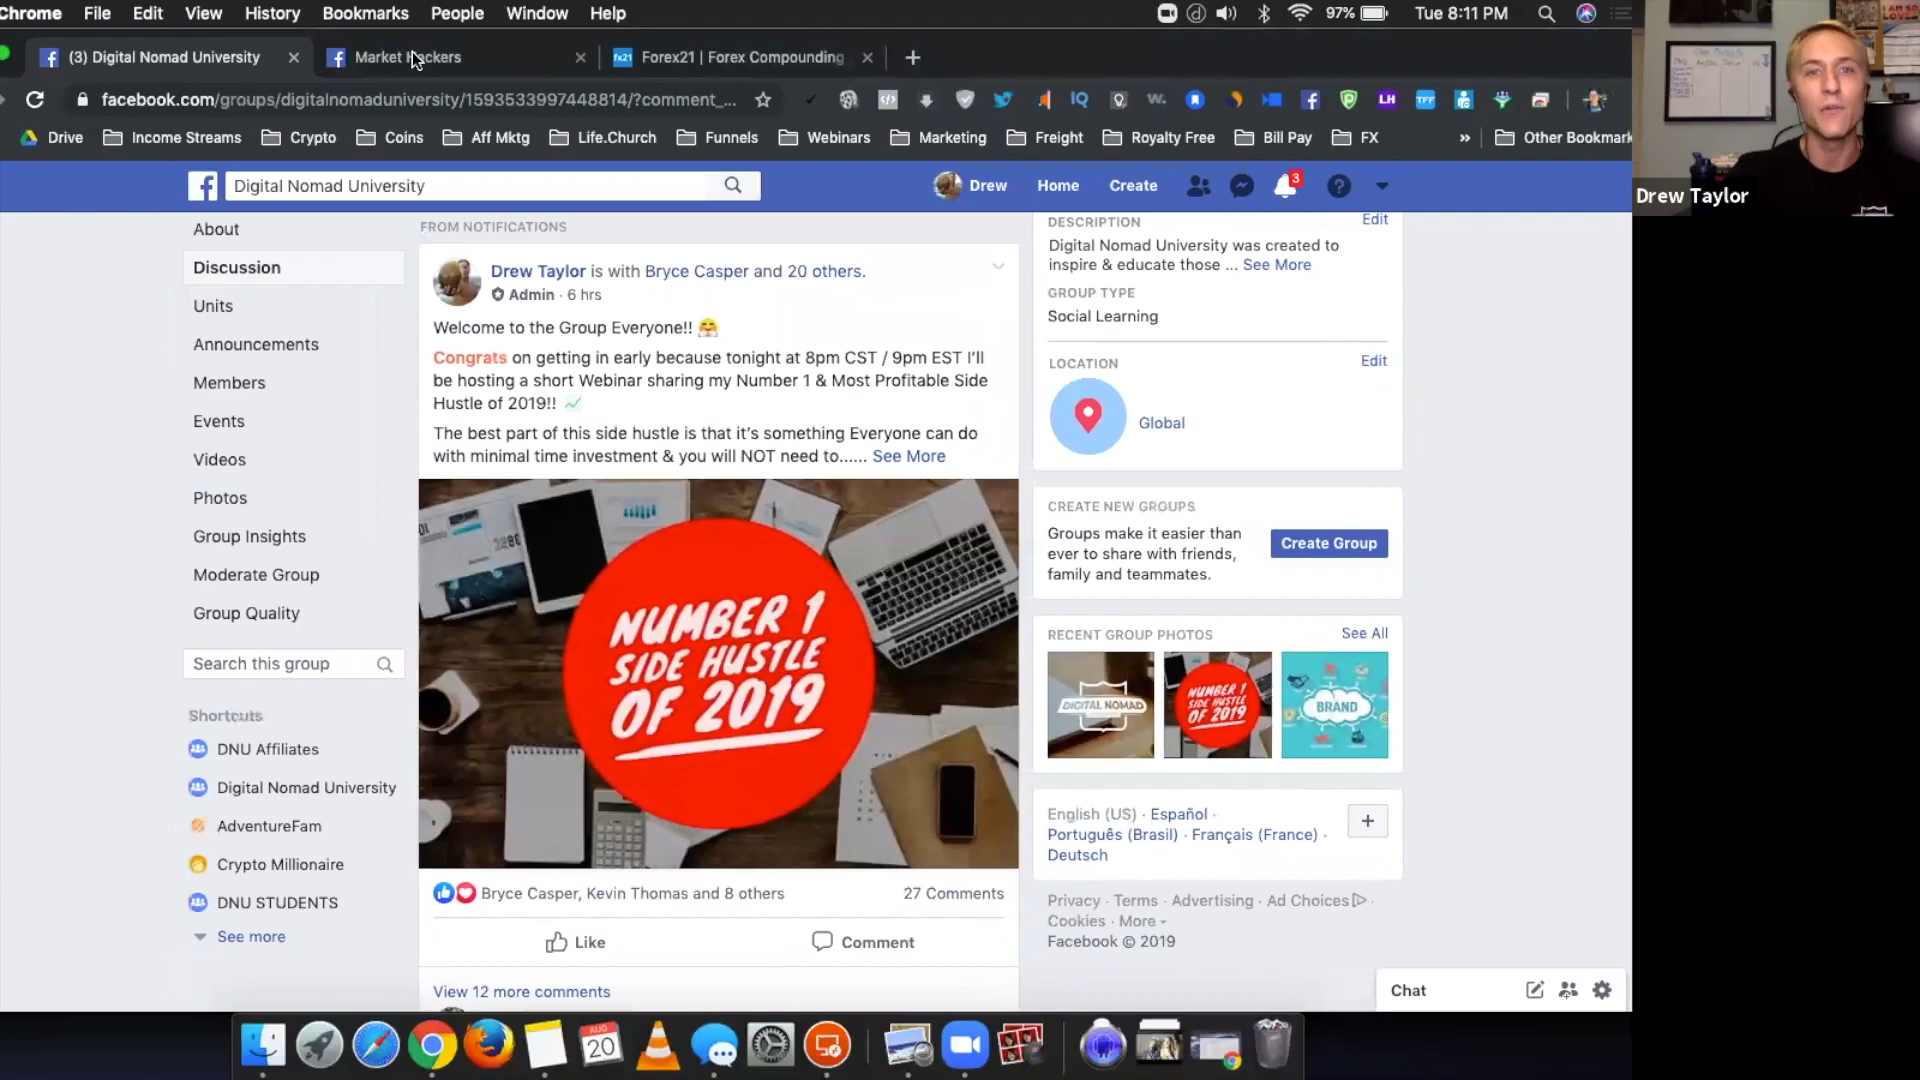 Chrome File Edit View History Bookmarks People Window Help 97% Tue 8:11 PM
(3) Digital Nomad University Market Hackers fx21 Forex21 | Forex Compounding
facebook.com/groups/digitalnomaduniversity/1593533997448814/?comment_... IQ W. LH TFF
Drive Income Streams Crypto Coins Aff Mktg Life.Church Funnels Webinars Marketing Freight Royalty Free Bill Pay FX » Other Bookmark
Drew Taylor
Digital Nomad University
Drew Home Create 3
About
Discussion
Units
Announcements
Members
Events
Videos
Photos
Group Insights
Moderate Group
Group Quality
Search this group
Shortcuts
DNU Affiliates
Digital Nomad University
AdventureFam
Crypto Millionaire
DNU STUDENTS
See more
FROM NOTIFICATIONS
Drew Taylor is with Bryce Casper and 20 others.
Admin · 6 hrs
Welcome to the Group Everyone!!
Congrats on getting in early because tonight at 8pm CST / 9pm EST I'll
be hosting a short Webinar sharing my Number 1 & Most Profitable Side
Hustle of 2019!!
The best part of this side hustle is that it's something Everyone can do
with minimal time investment & you will NOT need to...... See More
NUMBER 1
SIDE HUSTLE
OF 2019
Bryce Casper, Kevin Thomas and 8 others 27 Comments
Like Comment
View 12 more comments
DESCRIPTION Edit
Digital Nomad University was created to
inspire & educate those ... See More
GROUP TYPE
Social Learning
LOCATION Edit
Global
CREATE NEW GROUPS
Groups make it easier than
ever to share with friends,
family and teammates.
Create Group
RECENT GROUP PHOTOS See All
DIGITAL NOMAD
NUMBER 1
SIDE HUSTLE
OF 2019
BRAND
English (US) · Español ·
Português (Brasil) · Français (France) ·
Deutsch
Privacy · Terms · Advertising · Ad Choices ·
Cookies · More
Facebook © 2019
Chat
AUG
20